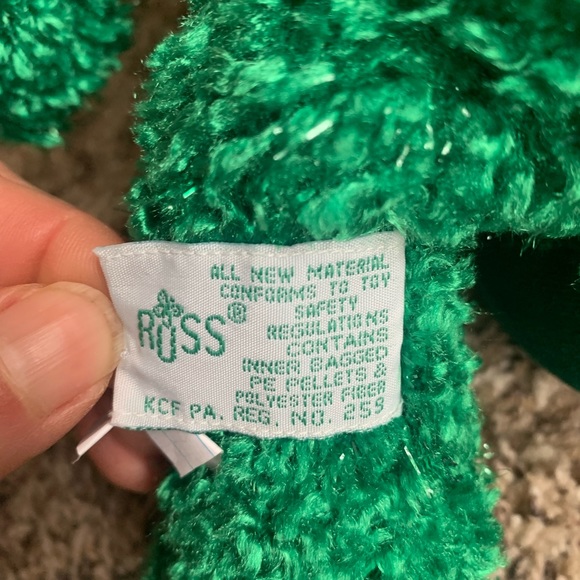 RUSS®
ALL NEW MATERIAL
CONFORMS TO TOY
SAFETY
REGULATIONS
CONTAINS
INNER BAGGED
PE PELLETS &
POLYESTER FIBER
KCF, PA. REG. NO. 259